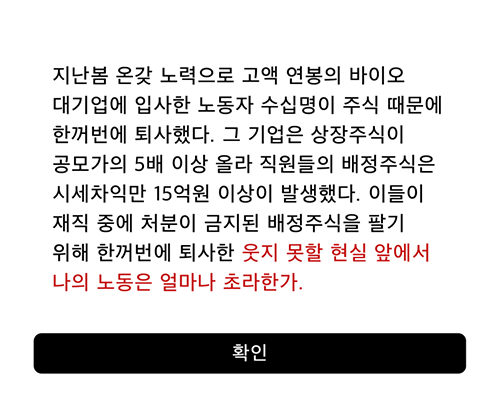 지난봄 온갖 노력으로 고액 연봉의 바이오
대기업에 입사한 노동자 수십명이 주식 때문에
한꺼번에 퇴사했다. 그 기업은 상장주식이
공모가의 5배 이상 올라 직원들의 배정주식은
시세차익만 15억원 이상이 발생했다. 이들이
재직 중에 처분이 금지된 배정주식을 팔기
위해 한꺼번에 퇴사한 웃지 못할 현실 앞에서
나의 노동은 얼마나 초라한가.
확인